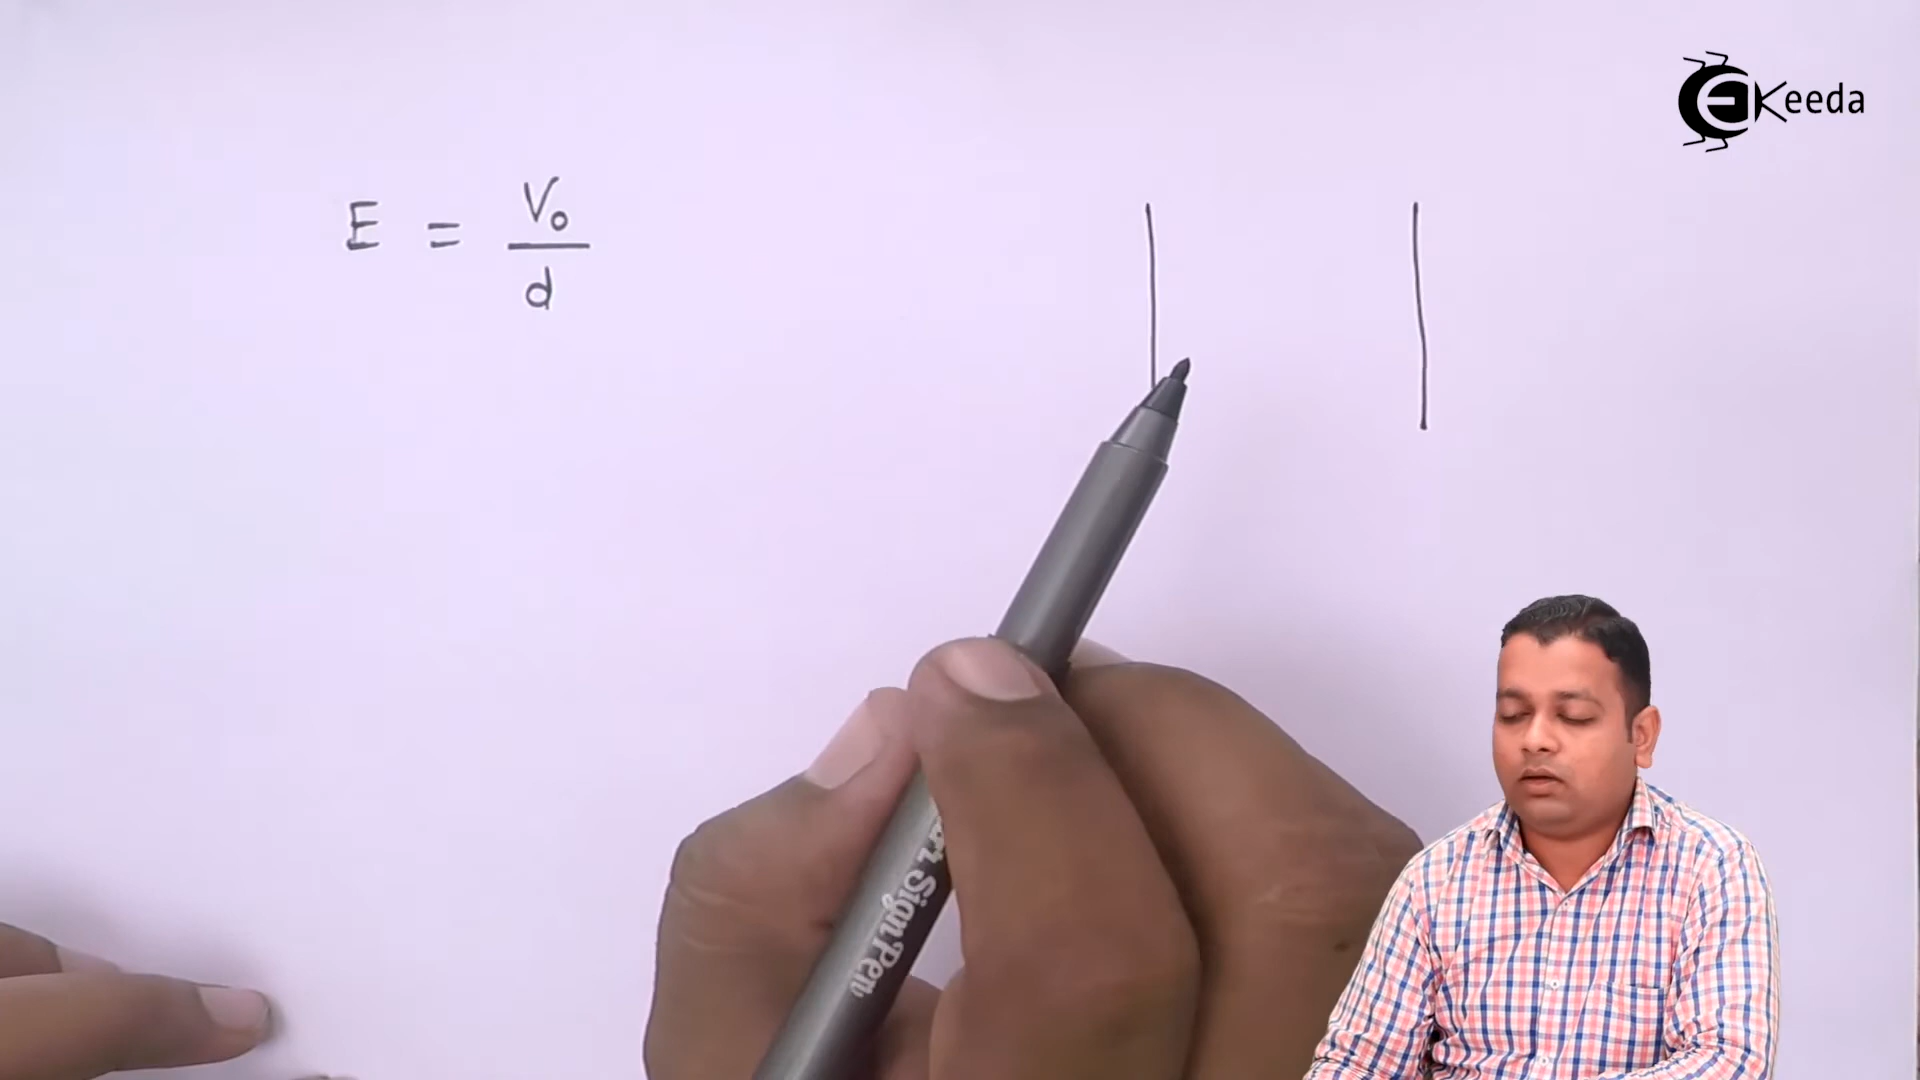 Keeda
E = V₀/d
Sign Pen